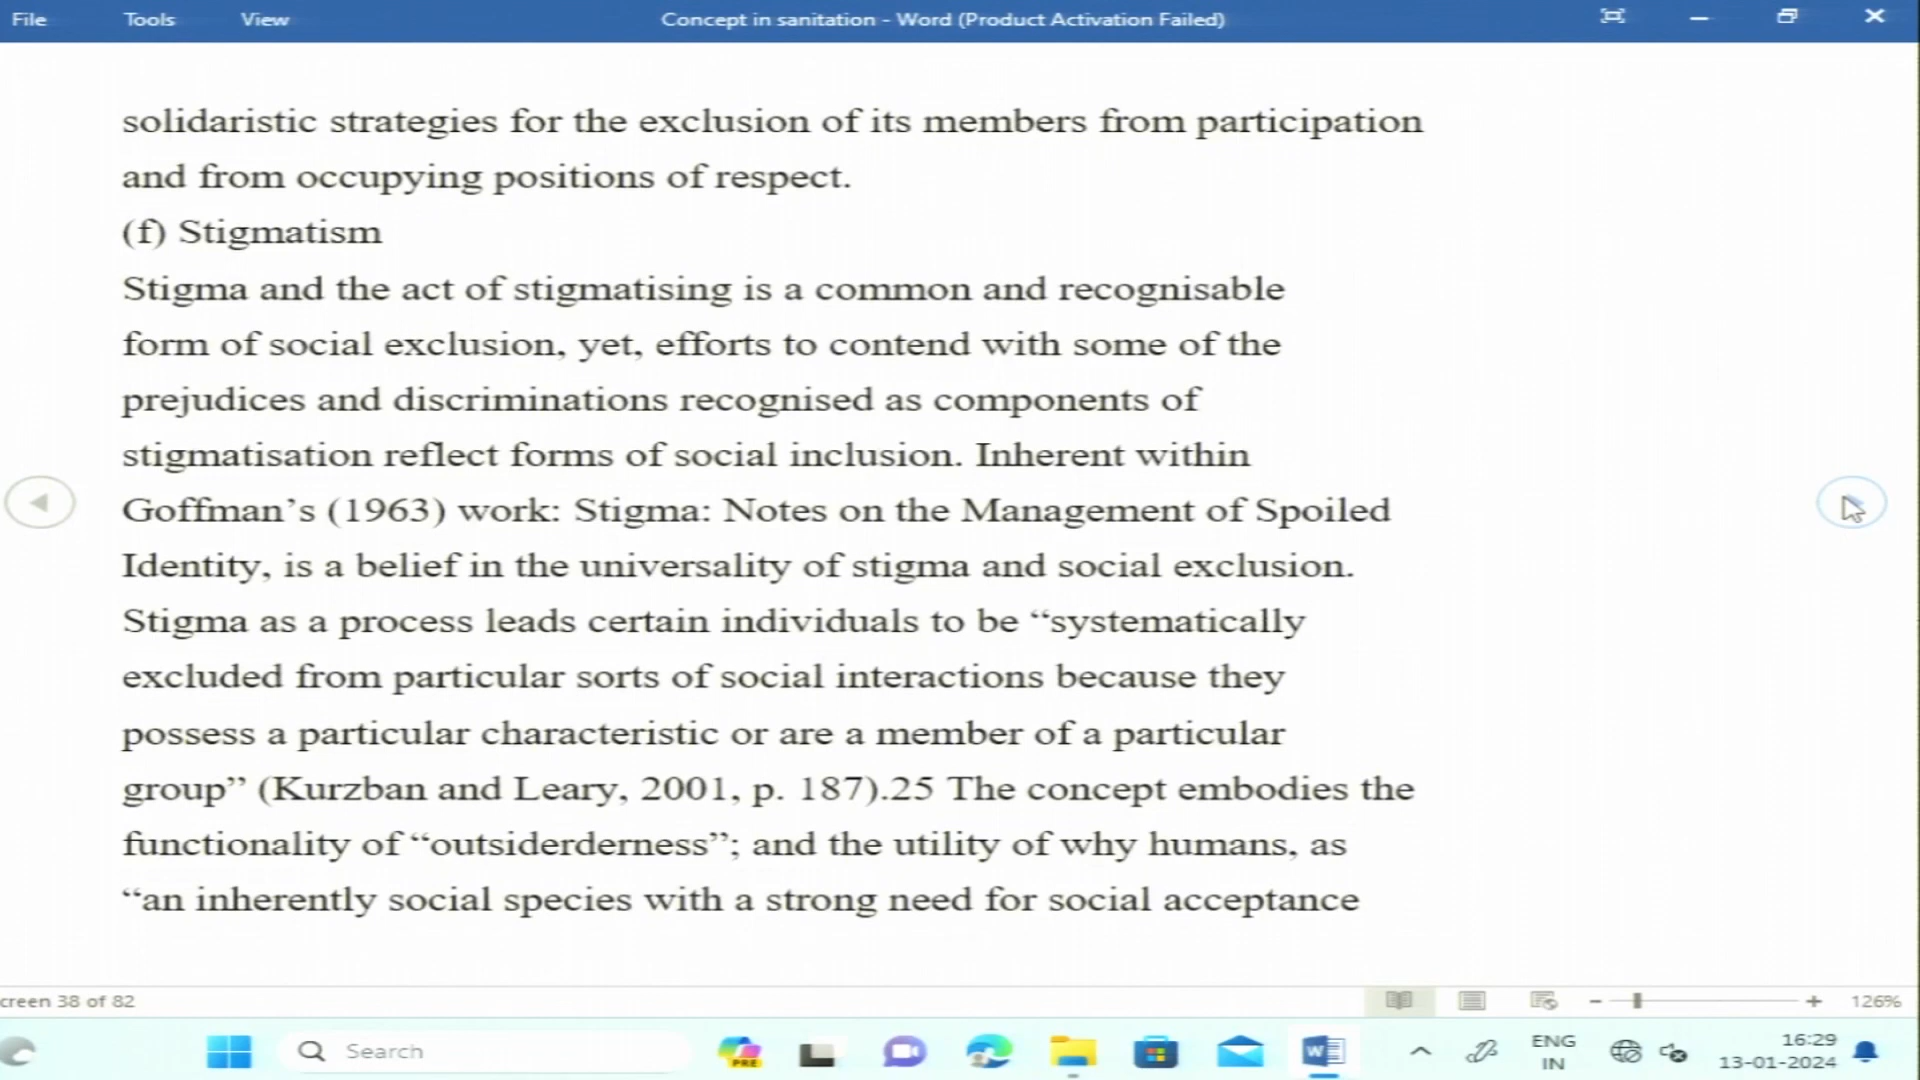 File Tools View Concept in sanitation - Word (Product Activation Failed)
solidaristic strategies for the exclusion of its members from participation
and from occupying positions of respect.
(f) Stigmatism
Stigma and the act of stigmatising is a common and recognisable
form of social exclusion, yet, efforts to contend with some of the
prejudices and discriminations recognised as components of
stigmatisation reflect forms of social inclusion. Inherent within
Goffman’s (1963) work: Stigma: Notes on the Management of Spoiled
Identity, is a belief in the universality of stigma and social exclusion.
Stigma as a process leads certain individuals to be “systematically
excluded from particular sorts of social interactions because they
possess a particular characteristic or are a member of a particular
group” (Kurzban and Leary, 2001, p. 187).25 The concept embodies the
functionality of “outsiderderness”; and the utility of why humans, as
“an inherently social species with a strong need for social acceptance
creen 38 of 82 126%
Search PRE ENG 16:29
IN 13-01-2024